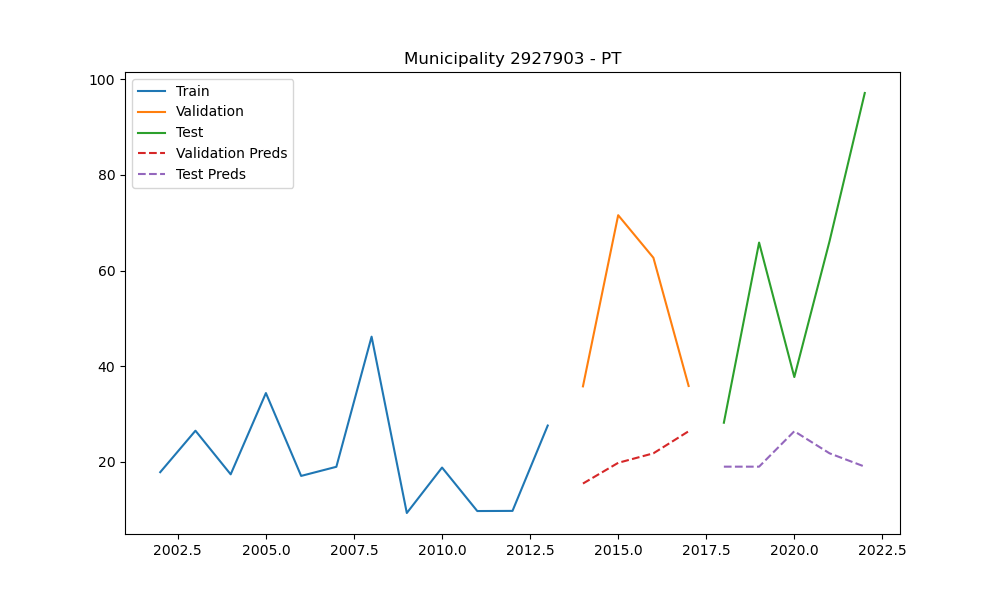 Municipality 2927903 - PT
100
80
60
40
20
Train
Validation
Test
Validation Preds
Test Preds
2002.5 2005.0 2007.5 2010.0 2012.5 2015.0 2017.5 2020.0 2022.5